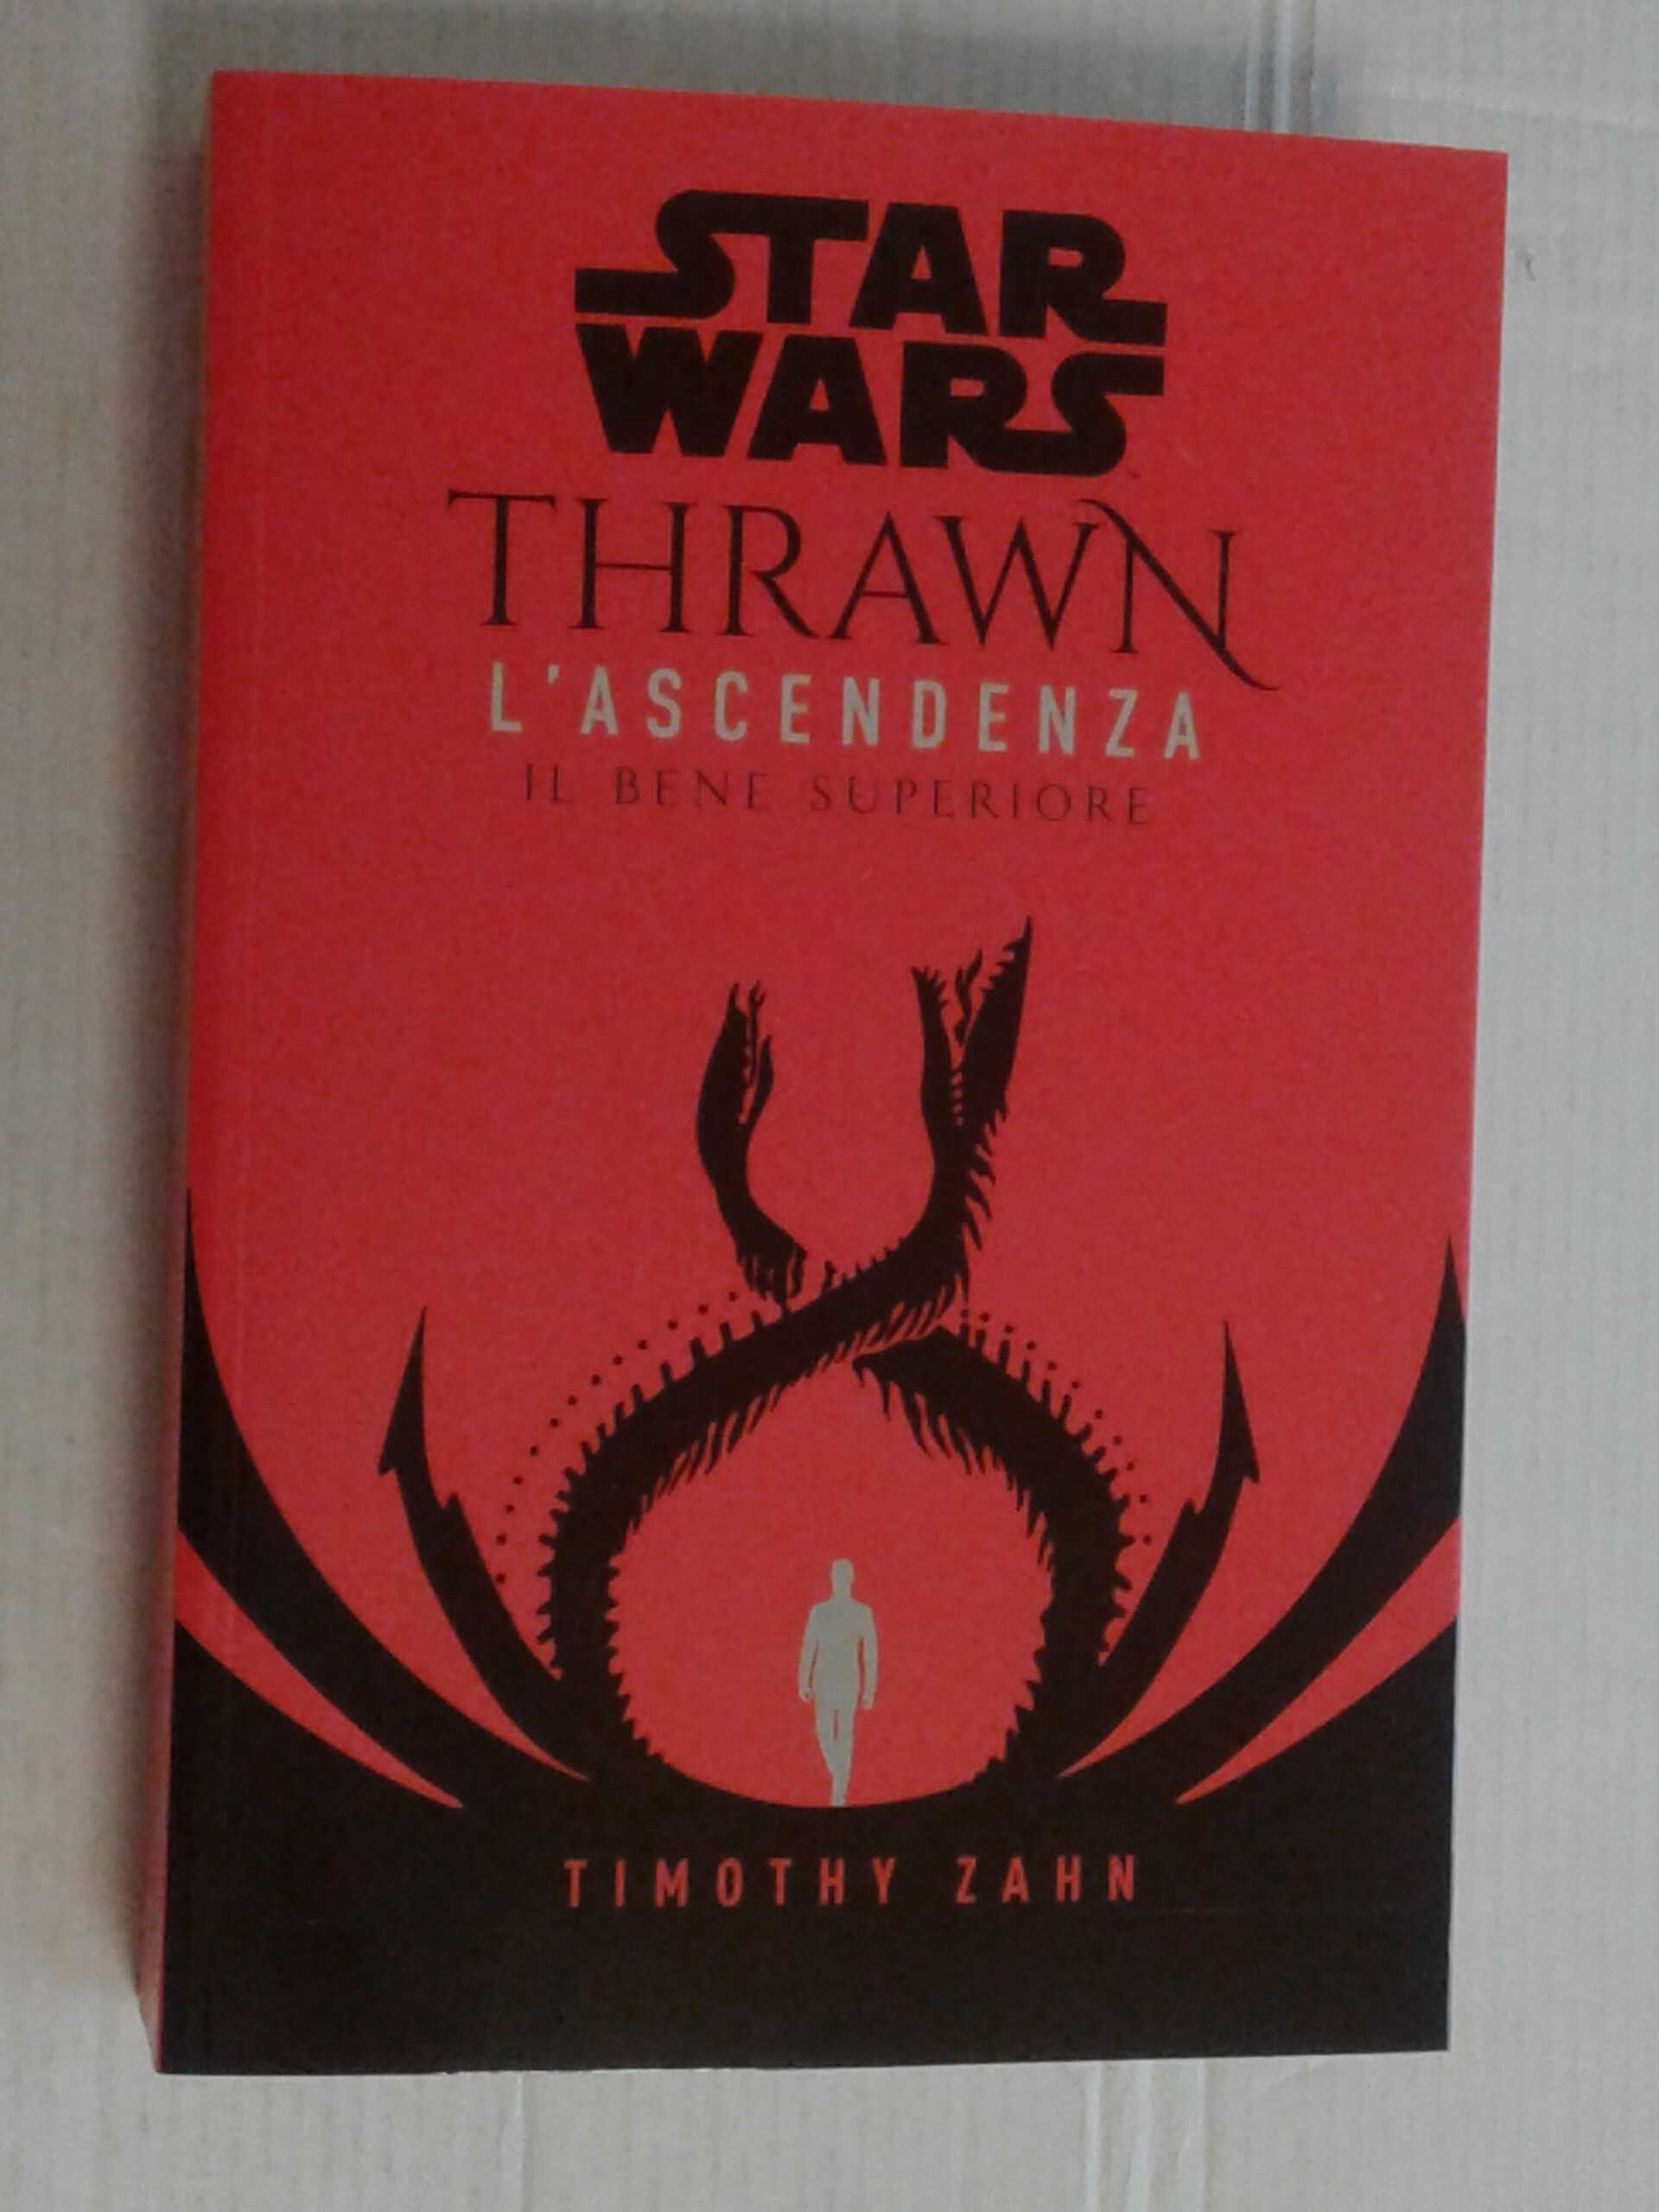 STAR
WARS
THRAWN
L'ASCENDENZA
IL BENE SUPERIORE
TIMOTHY ZAHN